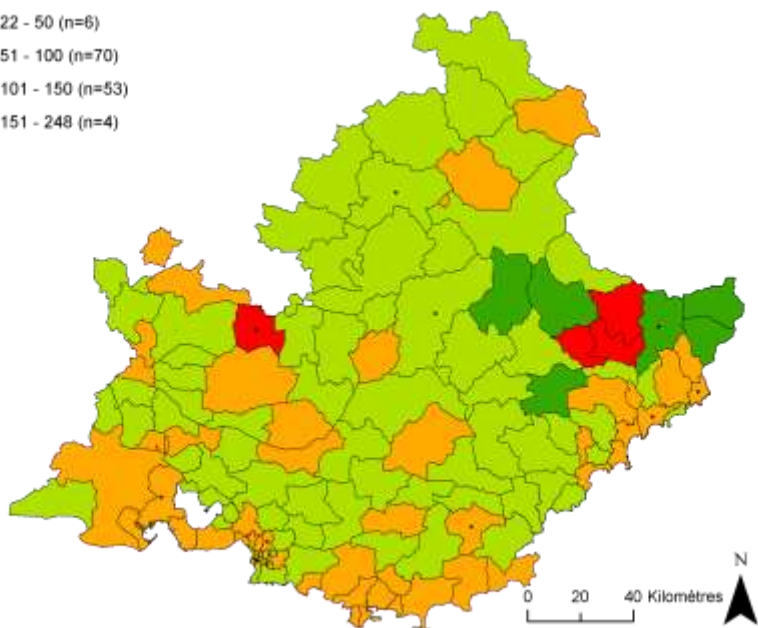 22 - 50 (n=6)
51 - 100 (n=70)
101 - 150 (n=53)
151 - 248 (n=4)
N
0 20 40 Kilomètres